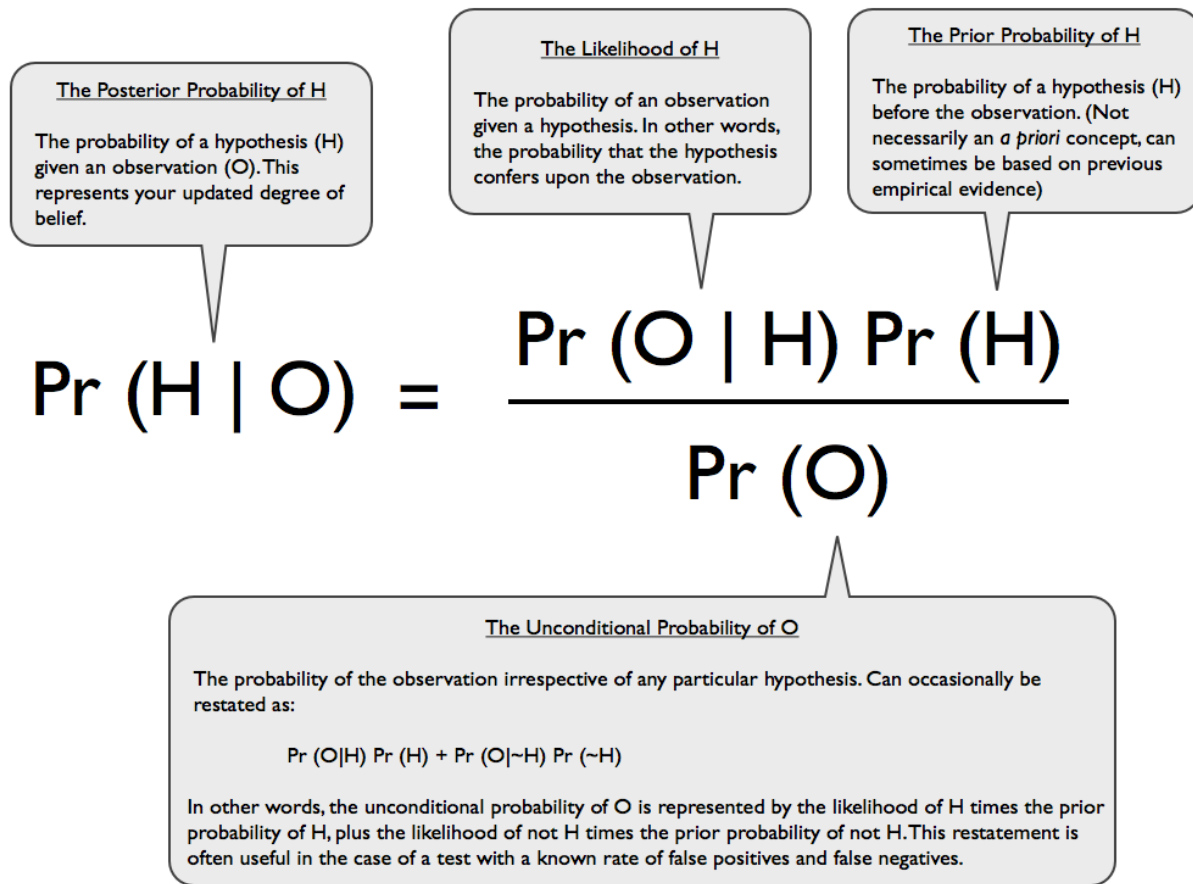 The Posterior Probability of H
The probability of a hypothesis (H)
given an observation (O). This
represents your updated degree of
belief.
The Likelihood of H
The probability of an observation
given a hypothesis. In other words,
the probability that the hypothesis
confers upon the observation.
The Prior Probability of H
The probability of a hypothesis (H)
before the observation. (Not
necessarily an a priori concept, can
sometimes be based on previous
empirical evidence)
Pr (H | O) =
Pr (O | H) Pr (H)
Pr (O)
The Unconditional Probability of O
The probability of the observation irrespective of any particular hypothesis. Can occasionally be
restated as:
Pr (O|H) Pr (H) + Pr (O|~H) Pr (~H)
In other words, the unconditional probability of O is represented by the likelihood of H times the prior
probability of H, plus the likelihood of not H times the prior probability of not H. This restatement is
often useful in the case of a test with a known rate of false positives and false negatives.